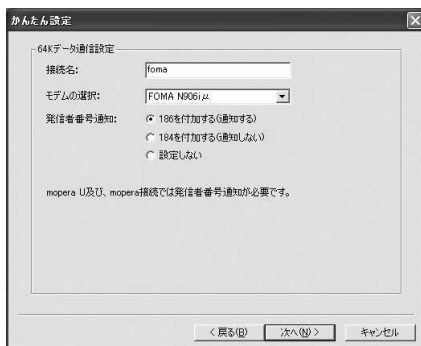 かんたん設定
64Kデータ通信設定
接続名: foma
モデムの選択: FOMA N906iμ
発信者番号通知: 186を付加する(通知する)
184を付加する(通知しない)
設定しない
mopera U及び、mopera接続では発信者番号通知が必要です。
< 戻る(B) 次へ(N) > キャンセル